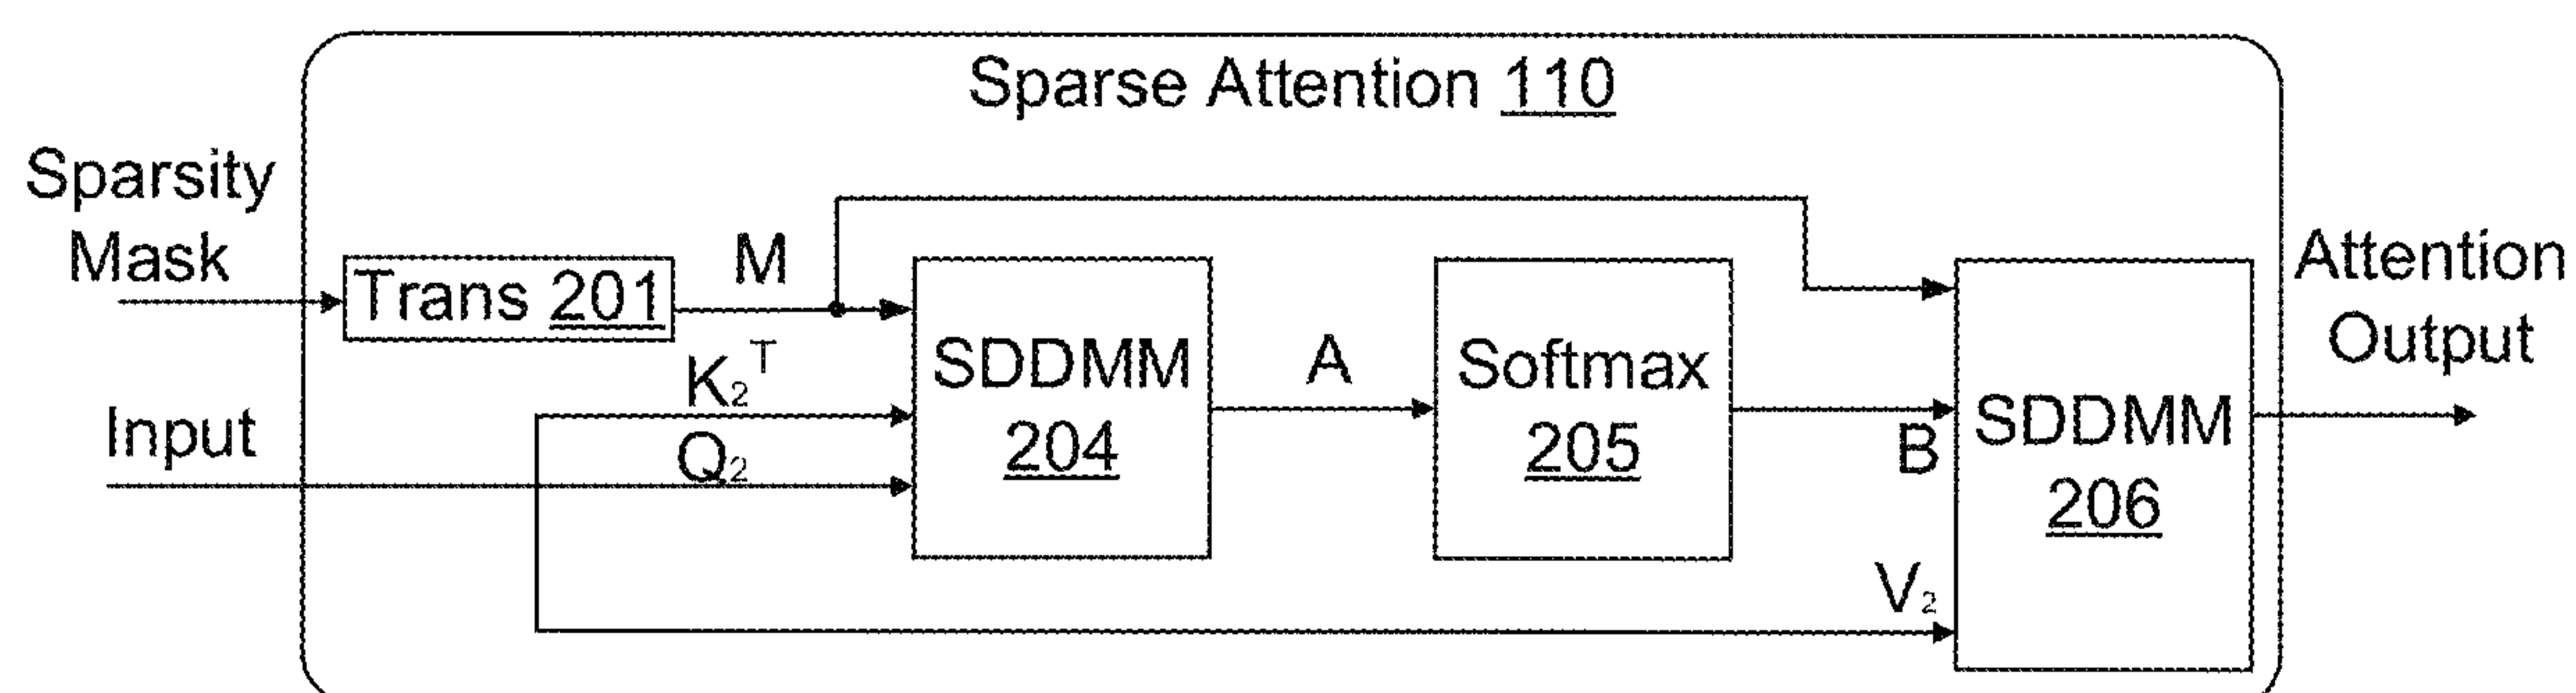 Sparse Attention 110
Sparsity
Mask
Trans 201
M
K₂ᵀ
Q₂
Input
SDDMM
204
A
Softmax
205
B
V₂
SDDMM
206
Attention
Output